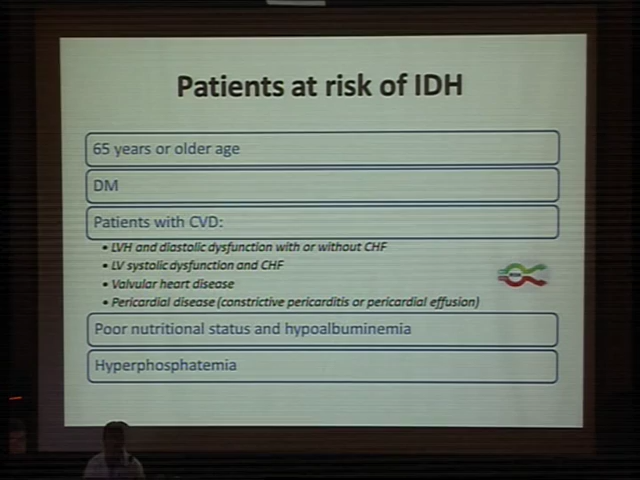 Patients at risk of IDH
65 years or older age
DM
Patients with CVD:
• LVH and diastolic dysfunction with or without CHF
• LV systolic dysfunction and CHF
• Valvular heart disease
• Pericardial disease (constrictive pericarditis or pericardial effusion)
Poor nutritional status and hypoalbuminemia
Hyperphosphatemia